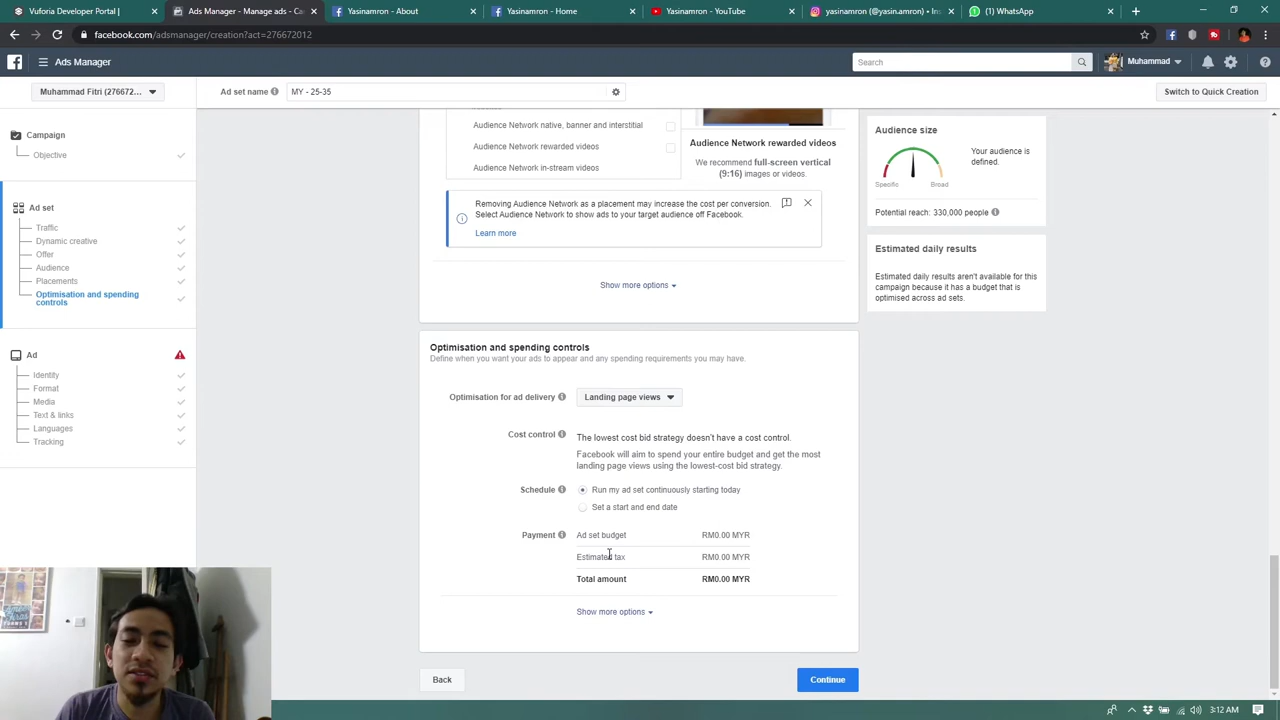 Vuforia Developer Portal |
Ads Manager - Manage ads - Ca
Yasinamon (2)
Yasinamon - Home
Yasinamon - YouTube
yasinamon (@yasinamon) • In
(1) WhatsApp
facebook.com/adsmanager/creation?act=276672012
Ads Manager
Search
Muhammad
Muhammad Fitri (276672...
Ad set name
MY - 25-35
Switch to Quick Creation
Campaign
Objective
Ad set
Traffic
Dynamic creative
Offer
Audience
Placements
Optimisation and spending
controls
Ad
Identity
Format
Media
Text & links
Languages
Tracking
Audience Network native, banner and interstitial
Audience Network rewarded videos
Audience Network in-stream videos
Audience Network rewarded videos
We recommend full-screen vertical
(9:16) images or videos.
Removing Audience Network as a placement may increase the cost per conversion.
Select Audience Network to show ads to your target audience off Facebook.
Learn more
Show more options
Optimisation and spending controls
Define when you want your ads to appear and any spending requirements you may have.
Optimisation for ad delivery
Landing page views
Cost control
The lowest cost bid strategy doesn't have a cost control.
Facebook will aim to spend your entire budget and get the most
landing page views using the lowest-cost bid strategy.
Schedule
Run my ad set continuously starting today
Set a start and end date
Payment
Ad set budget
RM0.00 MYR
Estimated tax
RM0.00 MYR
Total amount
RM0.00 MYR
Show more options
Back
Continue
Audience size
Your audience is
defined.
Specific
Broad
Potential reach: 330,000 people
Estimated daily results
Estimated daily results aren't available for this
campaign because it has a budget that is
optimised across ad sets.
3:12 AM